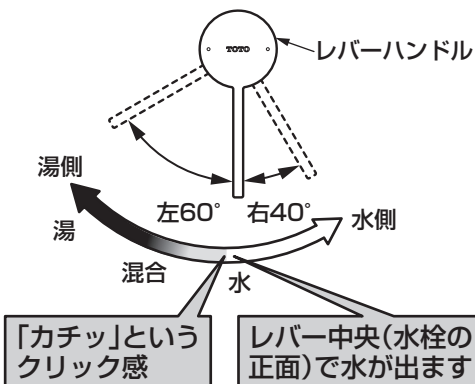 TOTO
レバーハンドル
湯側
左60°
右40°
水側
湯
混合
水
「カチッ」という
クリック感
レバー中央(水栓の
正面)で水が出ます